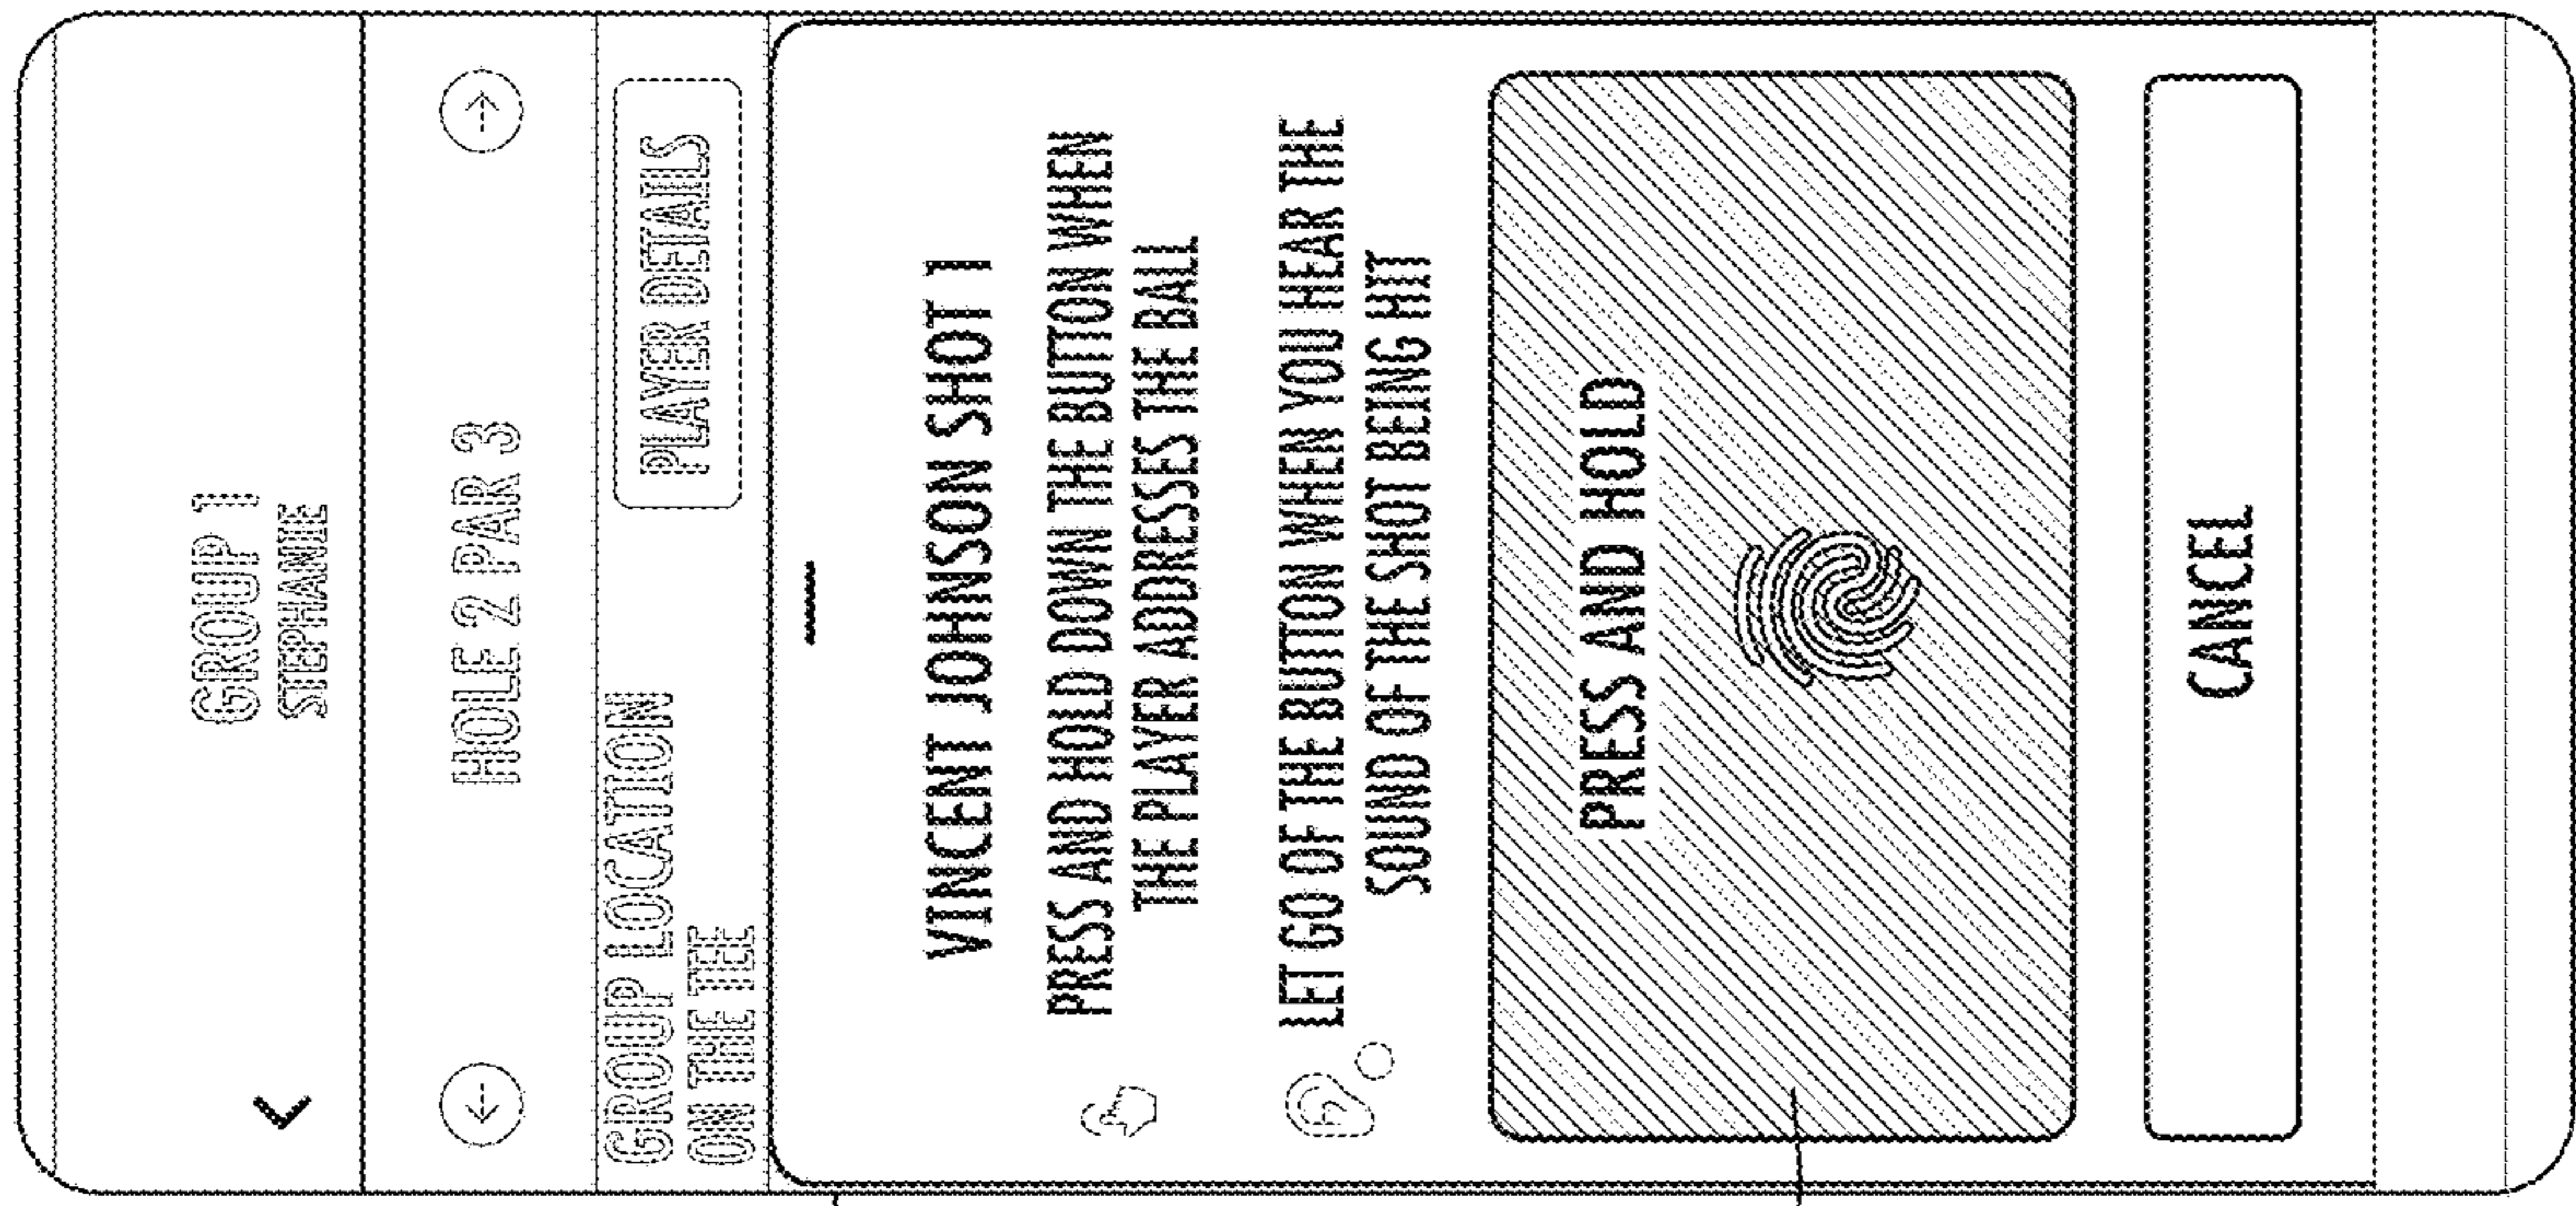 GROUP 1
STEPHANIE
HOLE 2 PAR 3
GROUP LOCATION
ON THE TEE
PLAYER DETAILS
VINCENT JOHNSON SHOT 1
PRESS AND HOLD DOWN THE BUTTON WHEN
THE PLAYER ADDRESSES THE BALL
LET GO OF THE BUTTON WHEN YOU HEAR THE
SOUND OF THE SHOT BEING HIT
PRESS AND HOLD
CANCEL